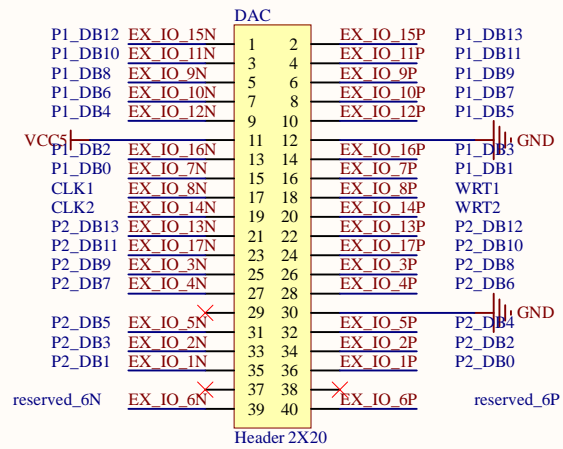 DAC
P1_DB12 EX_IO_15N 1 2 EX_IO_15P P1_DB13
P1_DB10 EX_IO_11N 3 4 EX_IO_11P P1_DB11
P1_DB8 EX_IO_9N 5 6 EX_IO_9P P1_DB9
P1_DB6 EX_IO_10N 7 8 EX_IO_10P P1_DB7
P1_DB4 EX_IO_12N 9 10 EX_IO_12P P1_DB5
VCC5 11 12 GND
P1_DB2 EX_IO_16N 13 14 EX_IO_16P P1_DB3
P1_DB0 EX_IO_7N 15 16 EX_IO_7P P1_DB1
CLK1 EX_IO_8N 17 18 EX_IO_8P WRT1
CLK2 EX_IO_14N 19 20 EX_IO_14P WRT2
P2_DB13 EX_IO_13N 21 22 EX_IO_13P P2_DB12
P2_DB11 EX_IO_17N 23 24 EX_IO_17P P2_DB10
P2_DB9 EX_IO_3N 25 26 EX_IO_3P P2_DB8
P2_DB7 EX_IO_4N 27 28 EX_IO_4P P2_DB6
29 30 GND
P2_DB5 EX_IO_5N 31 32 EX_IO_5P P2_DB4
P2_DB3 EX_IO_2N 33 34 EX_IO_2P P2_DB2
P2_DB1 EX_IO_1N 35 36 EX_IO_1P P2_DB0
37 38
reserved_6N EX_IO_6N 39 40 EX_IO_6P reserved_6P
Header 2X20